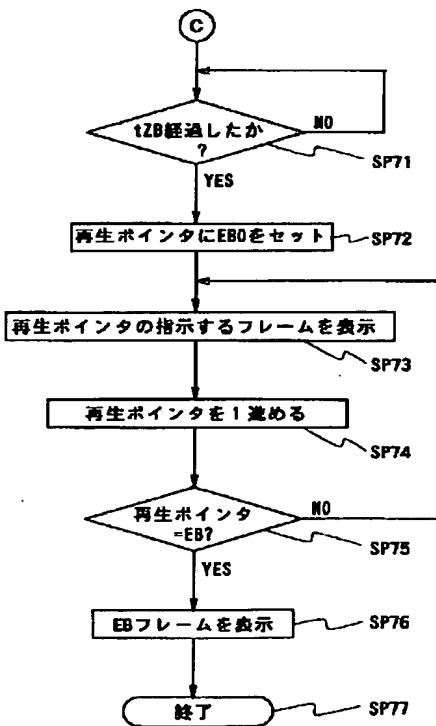 C
tZB経過したか
?
NO
SP71
YES
再生ポインタにEB0をセット
SP72
再生ポインタの指示するフレームを表示
SP73
再生ポインタを1進める
SP74
再生ポインタ
=EB?
NO
SP75
YES
EBフレームを表示
SP76
終了
SP77